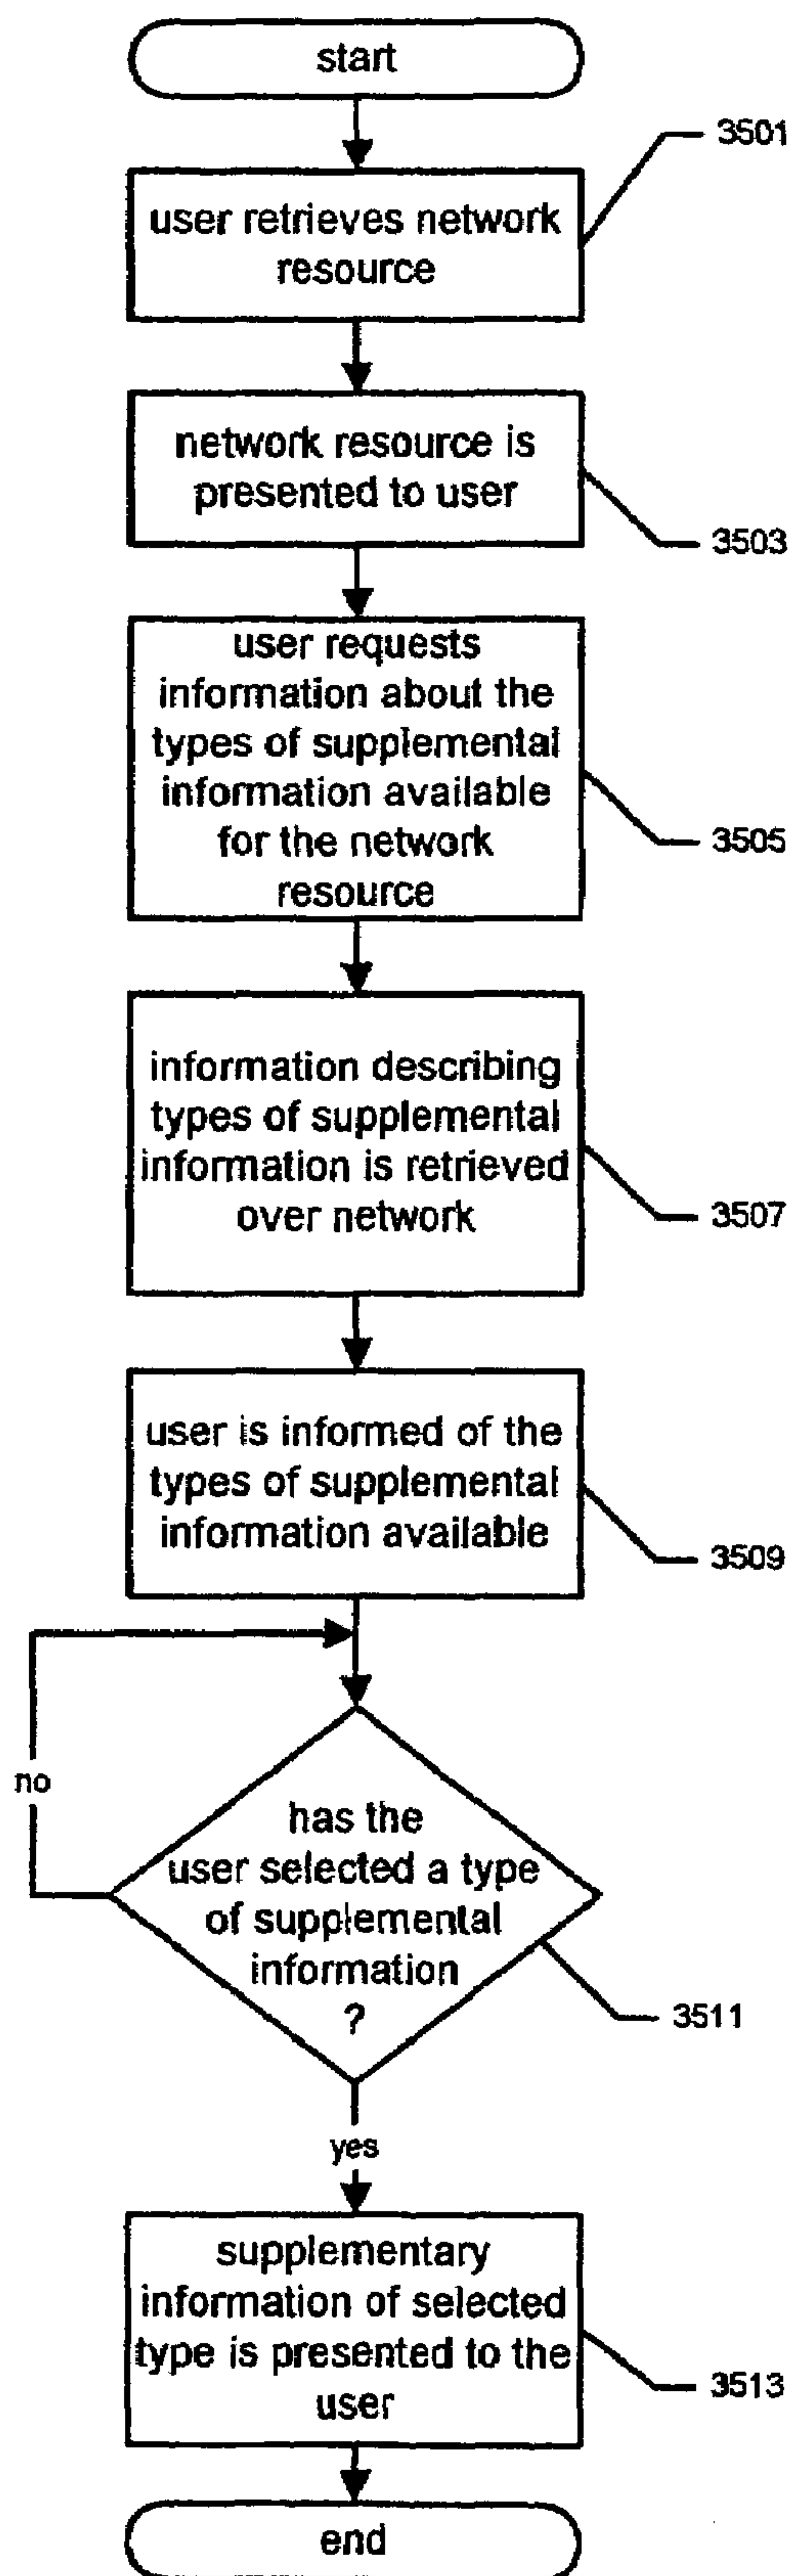 start
3501
user retrieves network
resource
network resource is
presented to user
3503
user requests
information about the
types of supplemental
information available
for the network
resource
3505
information describing
types of supplemental
information is retrieved
over network
3507
user is informed of the
types of supplemental
information available
3509
no
has the
user selected a type
of supplemental
information
?
3511
yes
supplementary
information of selected
type is presented to the
user
3513
end